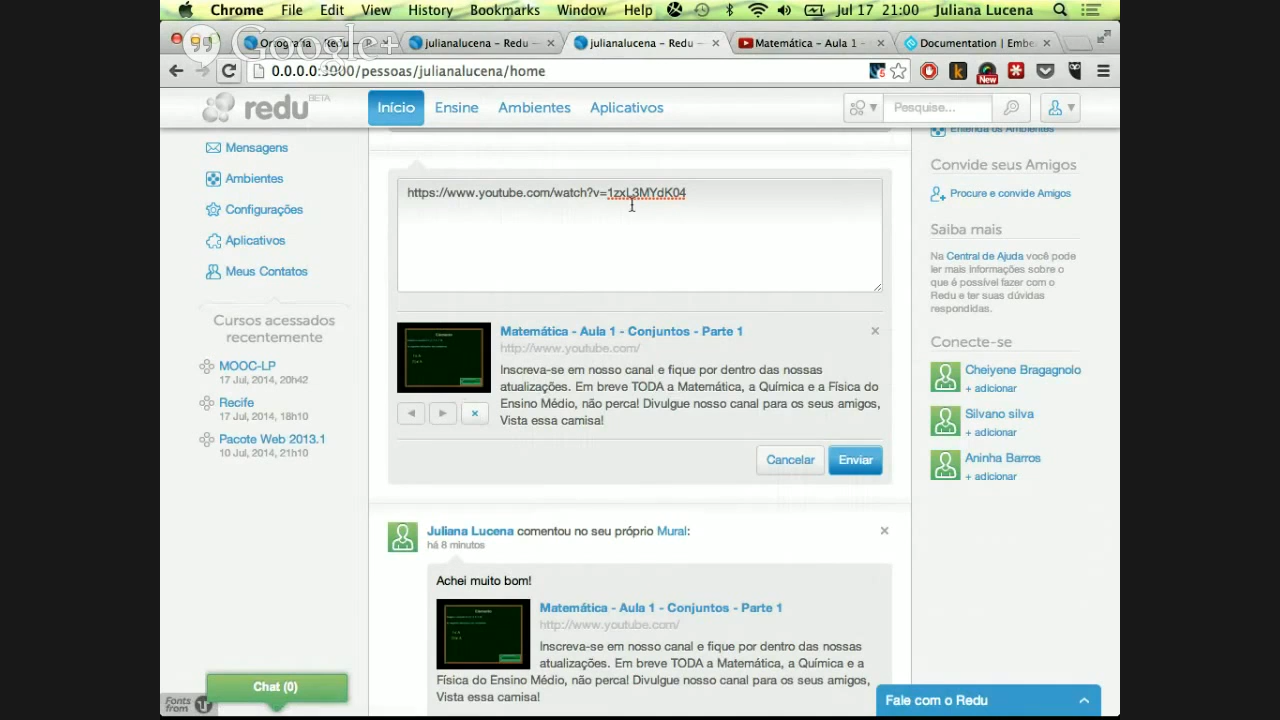 Chrome File Edit View History Bookmarks Window Help Jul 17 21:00 Juliana Lucena
Google+
Ortografia - Redu julianalucena - Redu julianalucena - Redu Matemática - Aula 1 - Documentation | Embe
0.0.0.0:3000/pessoas/julianalucena/home
New
redu BETA Início Ensine Ambientes Aplicativos Pesquise...
Mensagens
Ambientes
Configurações
Aplicativos
Meus Contatos
Cursos acessados
recentemente
MOOC-LP
17 Jul, 2014, 20h42
Recife
17 Jul, 2014, 18h10
Pacote Web 2013.1
10 Jul, 2014, 21h10
https://www.youtube.com/watch?v=1zxL3MYdK04
Matemática - Aula 1 - Conjuntos - Parte 1
http://www.youtube.com/
Inscreva-se em nosso canal e fique por dentro das nossas
atualizações. Em breve TODA a Matemática, a Química e a Física do
Ensino Médio, não perca! Divulgue nosso canal para os seus amigos,
Vista essa camisa!
Cancelar Enviar
Juliana Lucena comentou no seu próprio Mural:
há 8 minutos
Achei muito bom!
Matemática - Aula 1 - Conjuntos - Parte 1
http://www.youtube.com/
Inscreva-se em nosso canal e fique por dentro das nossas
atualizações. Em breve TODA a Matemática, a Química e a
Física do Ensino Médio, não perca! Divulgue nosso canal para os seus amigos,
Vista essa camisa!
Entenda os Ambientes
Convide seus Amigos
Procure e convide Amigos
Saiba mais
Na Central de Ajuda você pode
ler mais informações sobre o
que é possível fazer com o
Redu e ter suas dúvidas
respondidas.
Conecte-se
Cheiyene Bragagnolo
+ adicionar
Silvano silva
+ adicionar
Aninha Barros
+ adicionar
Chat (0)
Fonts
from
Fale com o Redu